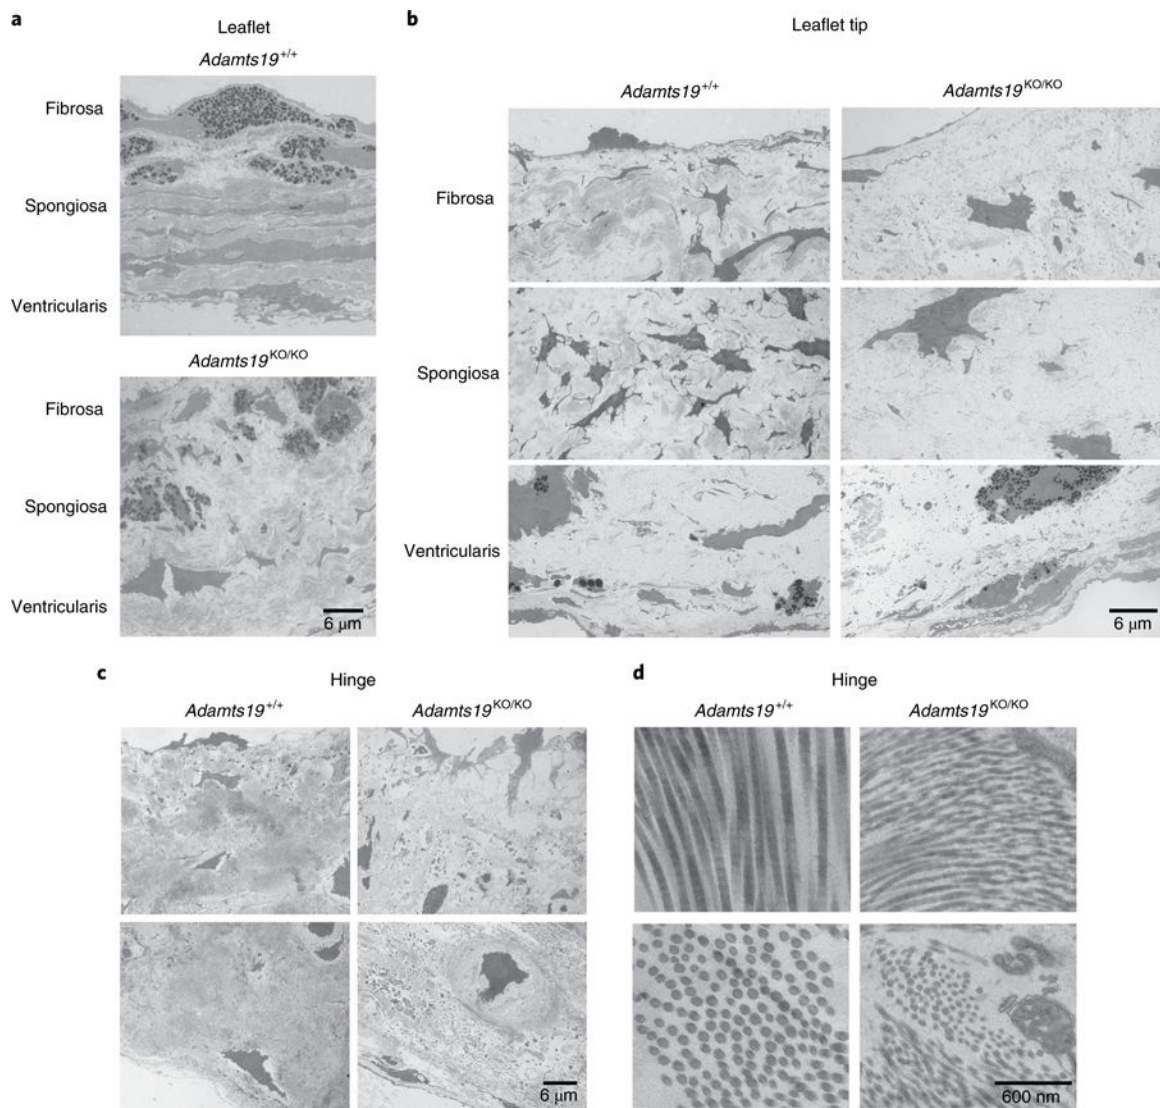 a
Leaflet
Adamts19+/+
Fibrosa
Spongiosa
Ventricularis
Adamts19KO/KO
Fibrosa
Spongiosa
Ventricularis
6 µm
b
Leaflet tip
Adamts19+/+ Adamts19KO/KO
Fibrosa
Spongiosa
Ventricularis
6 µm
c
Hinge
Adamts19+/+ Adamts19KO/KO
6 µm
d
Hinge
Adamts19+/+ Adamts19KO/KO
600 nm